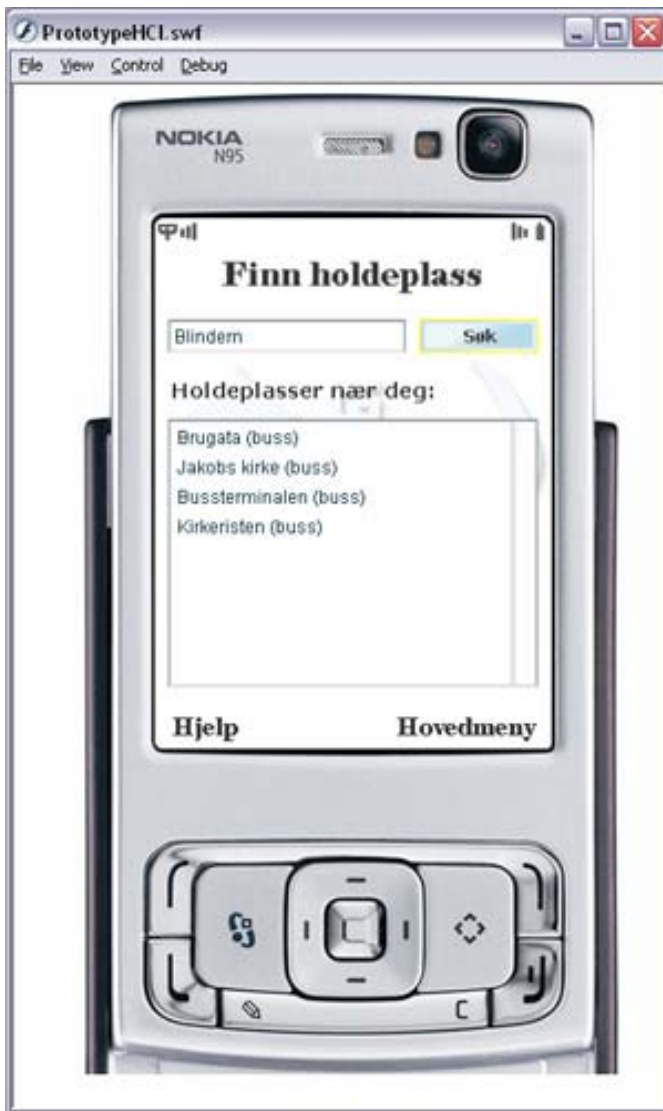 PrototypeHCI.swf
File View Control Debug
NOKIA
N95
Finn holdeplass
Blindern Søk
Holdeplasser nær deg:
Brugata (buss)
Jakobs kirke (buss)
Bussterminalen (buss)
Kirkeristen (buss)
Hjelp Hovedmeny
C